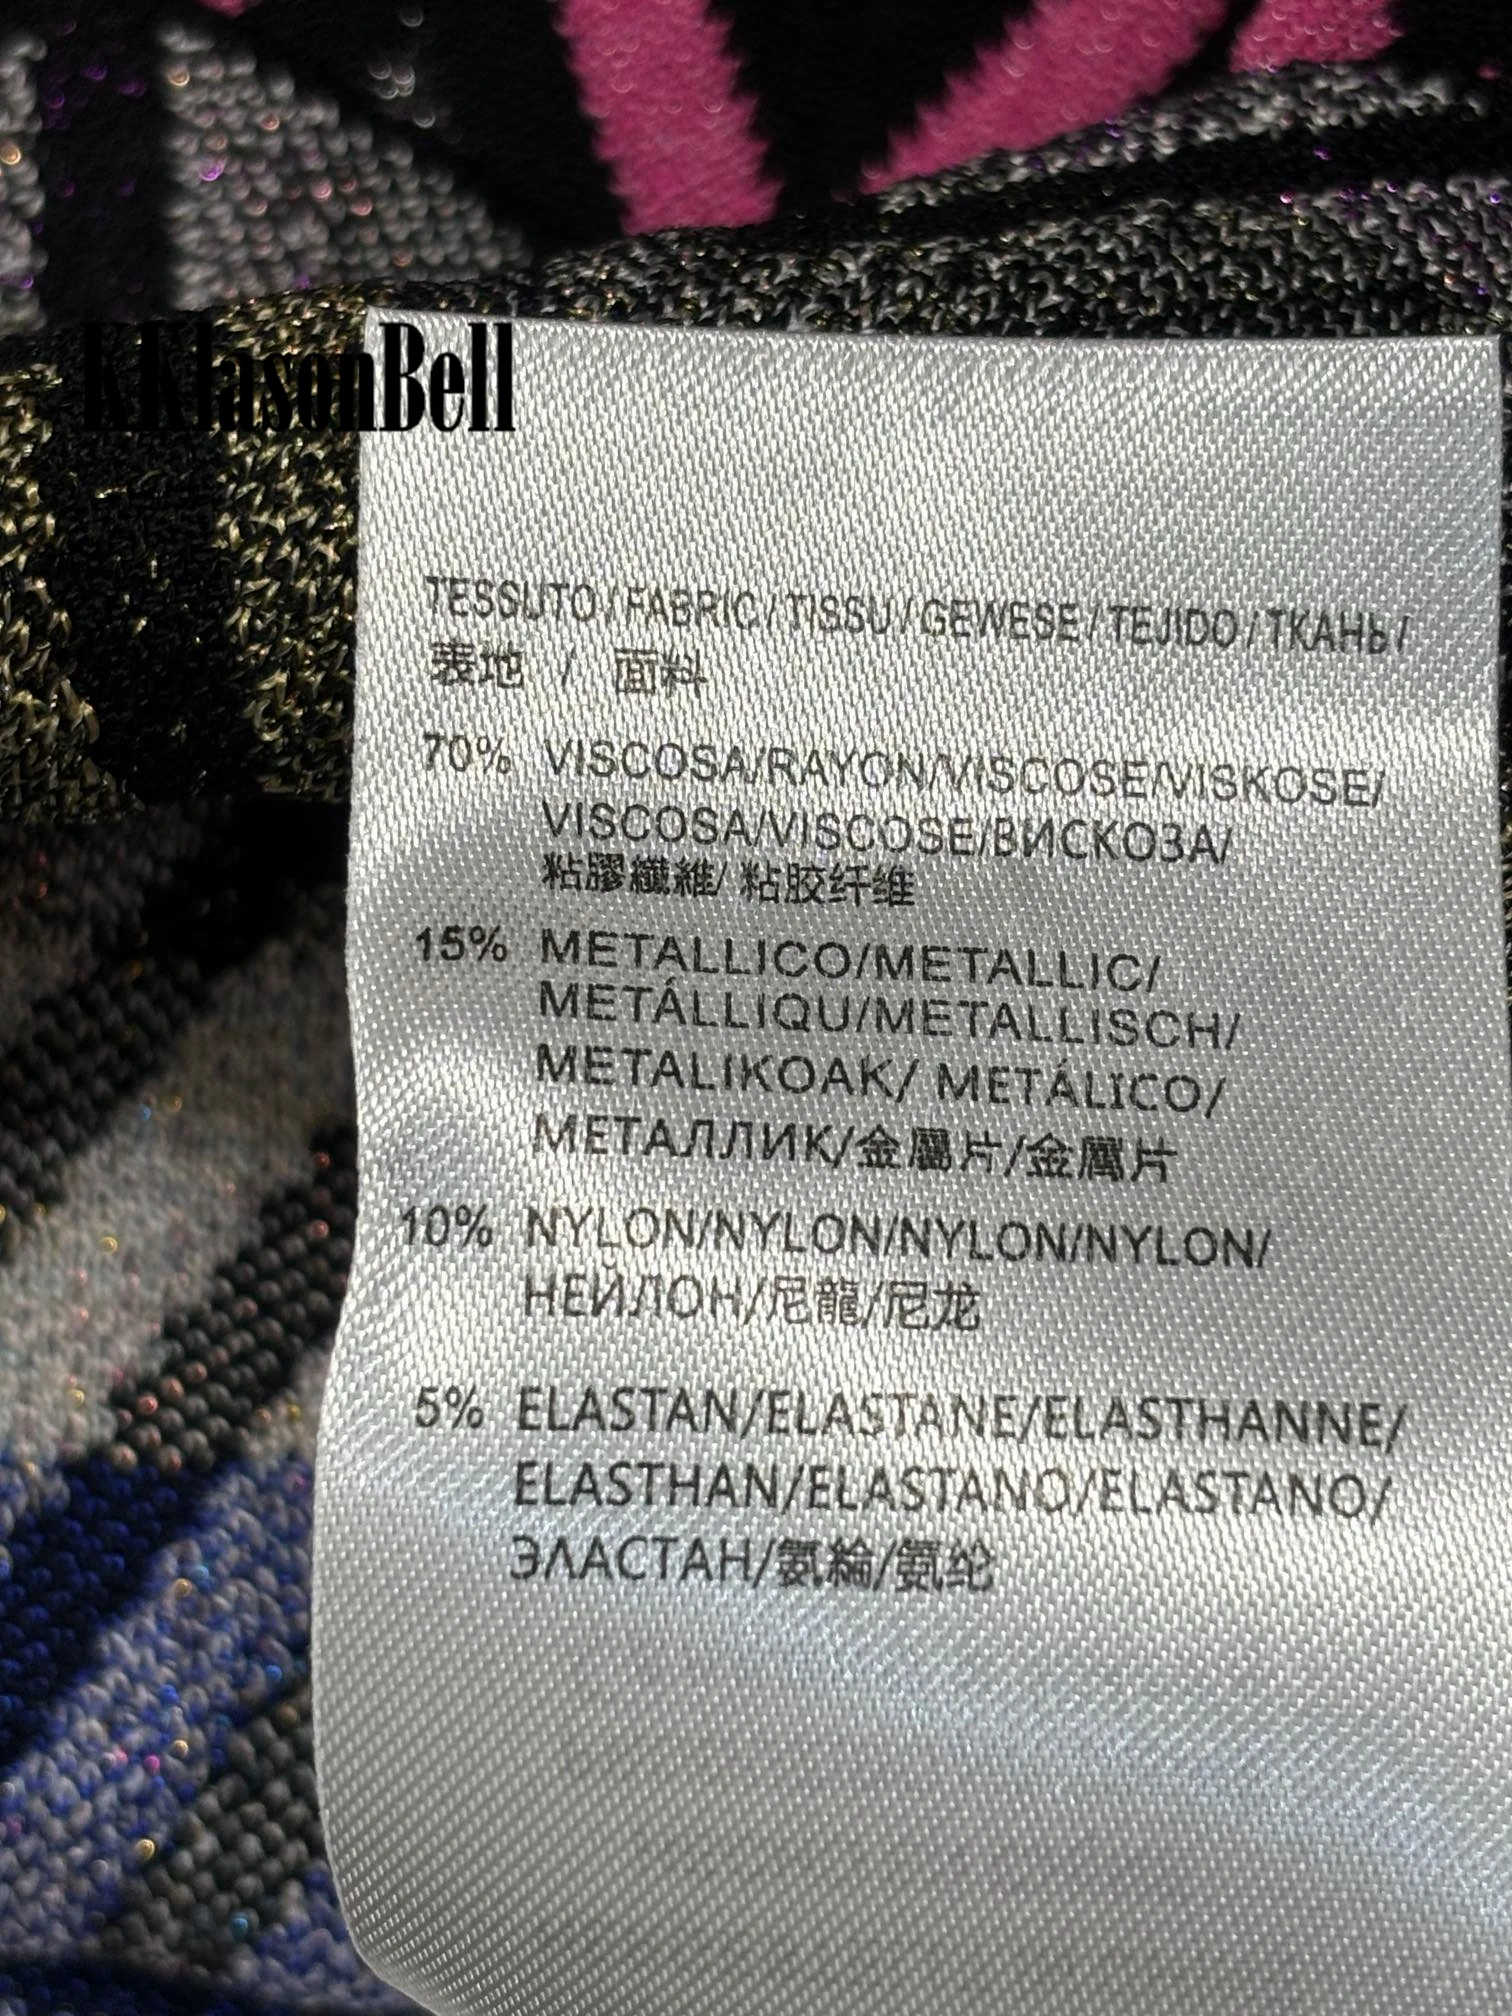 KKlasonBell
TESSUTO/FABRIC/TISSU/GEWESE/TEJIDO/ТКАНЬ/
表地 / 面料
70% VISCOSA/RAYON/VISCOSE/VISKOSE/
VISCOSA/VISCOSE/ВИСКОЗА/
粘膠纖維/ 粘胶纤维
15% METALLICO/METALLIC/
METÁLLIQU/METALLISCH/
METALIKOAK/ METÁLICO/
МЕТАЛЛИК/金屬片/金属片
10% NYLON/NYLON/NYLON/NYLON/
НЕЙЛОН/尼龍/尼龙
5% ELASTAN/ELASTANE/ELASTHANNE/
ELASTHAN/ELASTANO/ELASTANO/
ЭЛАСТАН/氨綸/氨纶